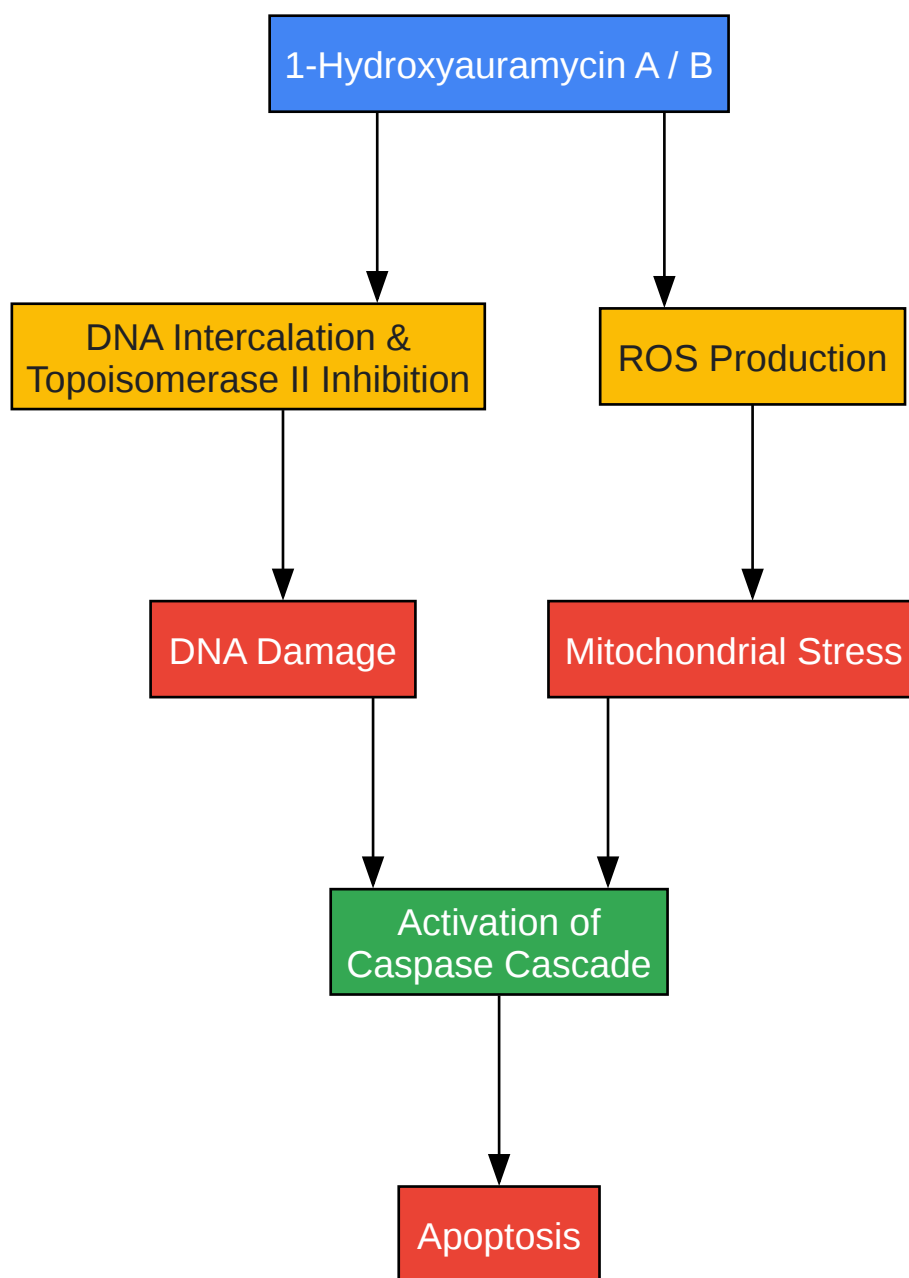 1-Hydroxyauramycin A / B
DNA Intercalation &
Topoisomerase II Inhibition
ROS Production
DNA Damage
Mitochondrial Stress
Activation of
Caspase Cascade
Apoptosis